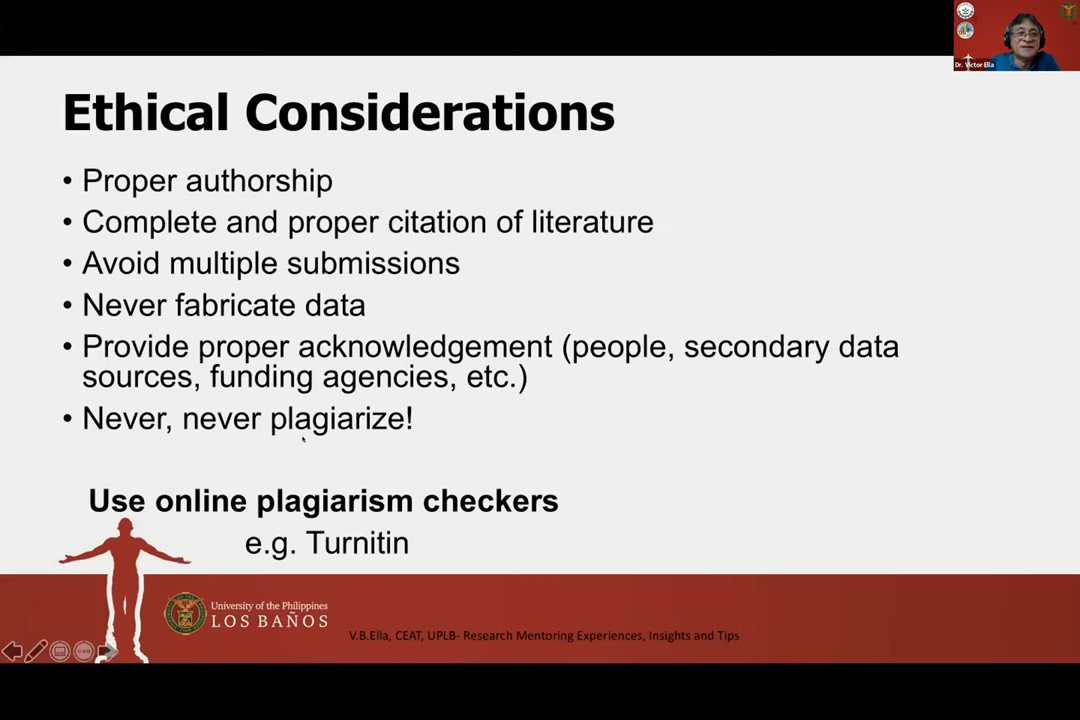 Dr. Victor Ella
Ethical Considerations
• Proper authorship
• Complete and proper citation of literature
• Avoid multiple submissions
• Never fabricate data
• Provide proper acknowledgement (people, secondary data
sources, funding agencies, etc.)
• Never, never plagiarize!
Use online plagiarism checkers
e.g. Turnitin
University of the Philippines
LOS BAÑOS
V.B.Ella, CEAT, UPLB- Research Mentoring Experiences, Insights and Tips